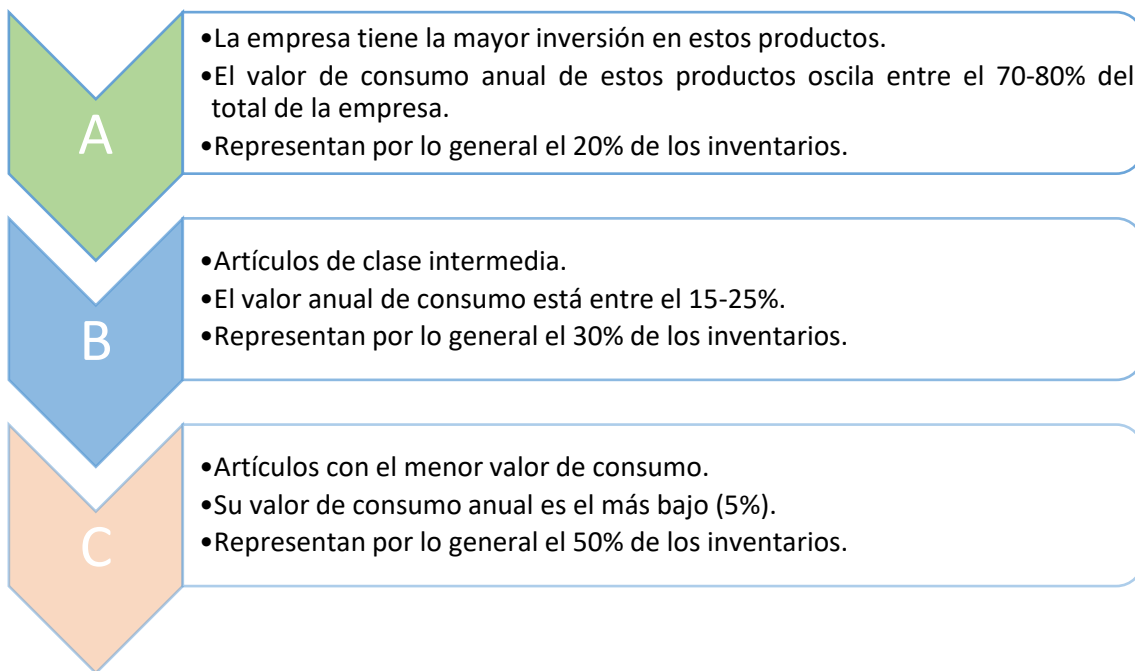 A
•La empresa tiene la mayor inversión en estos productos.
•El valor de consumo anual de estos productos oscila entre el 70-80% del
total de la empresa.
•Representan por lo general el 20% de los inventarios.
B
•Artículos de clase intermedia.
•El valor anual de consumo está entre el 15-25%.
•Representan por lo general el 30% de los inventarios.
C
•Artículos con el menor valor de consumo.
•Su valor de consumo anual es el más bajo (5%).
•Representan por lo general el 50% de los inventarios.